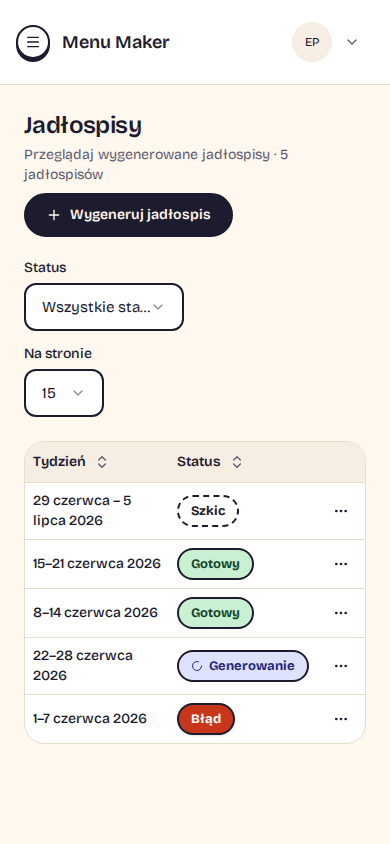 Menu Maker
EP
Jadłospisy
Przeglądaj wygenerowane jadłospisy · 5
jadłospisów
Wygeneruj jadłospis
Status
Wszystkie sta...
Na stronie
15
Tydzień Status
29 czerwca – 5
lipca 2026
Szkic
15–21 czerwca 2026 Gotowy
8–14 czerwca 2026 Gotowy
22–28 czerwca
2026
Generowanie
1–7 czerwca 2026 Błąd